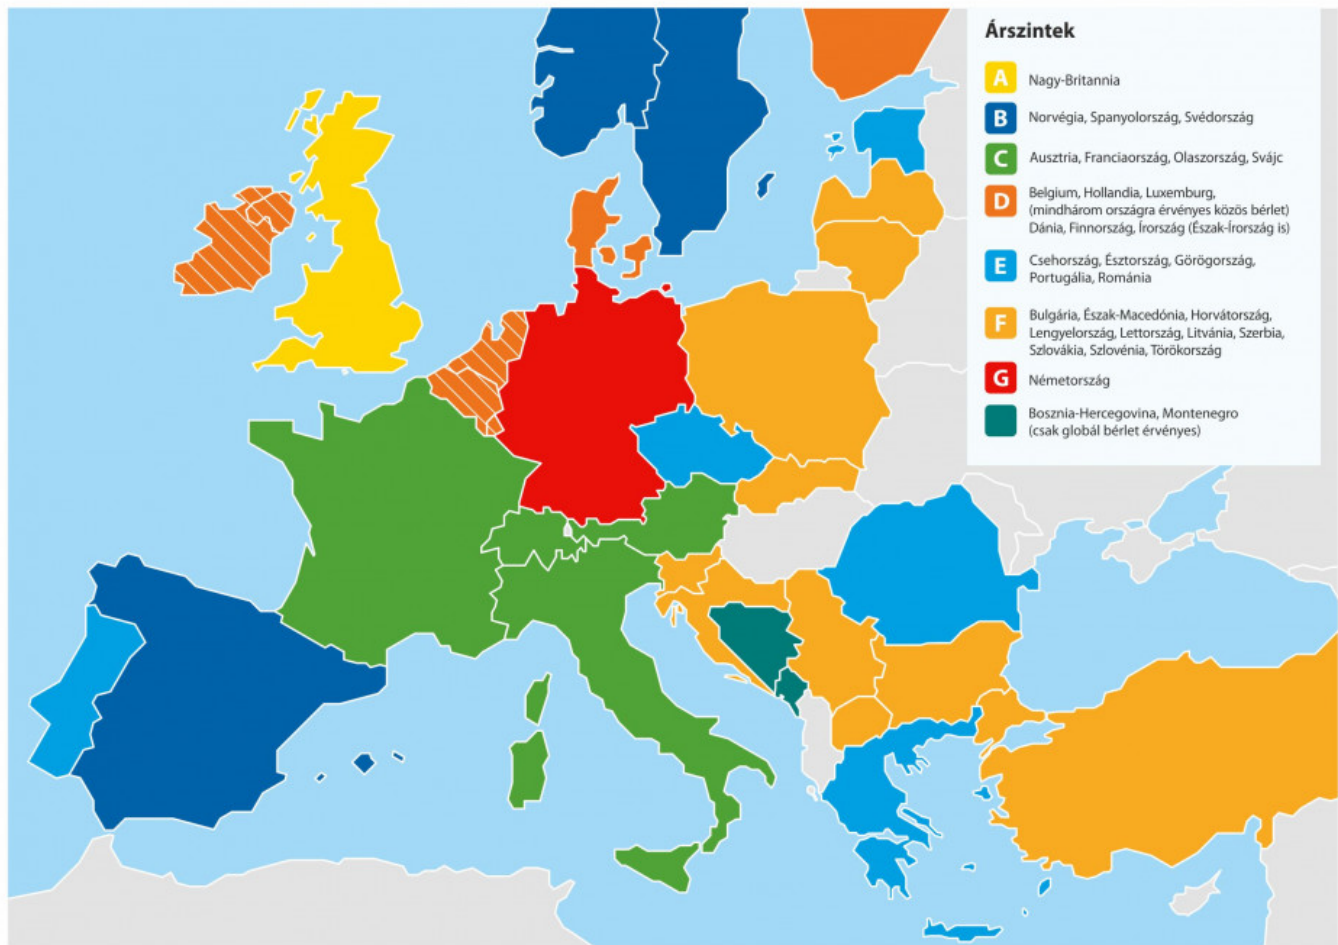 Árszintek
A Nagy-Britannia
B Norvégia, Spanyolország, Svédország
C Ausztria, Franciaország, Olaszország, Svájc
D Belgium, Hollandia, Luxemburg,
(mindhárom országra érvényes közös bérlet)
Dánia, Finnország, Írország (Észak-Írország is)
E Csehország, Észtország, Görögország,
Portugália, Románia
F Bulgária, Észak-Macedónia, Horvátország,
Lengyelország, Lettország, Litvánia, Szerbia,
Szlovákia, Szlovénia, Törökország
G Németország
Bosznia-Hercegovina, Montenegro
(csak globál bérlet érvényes)